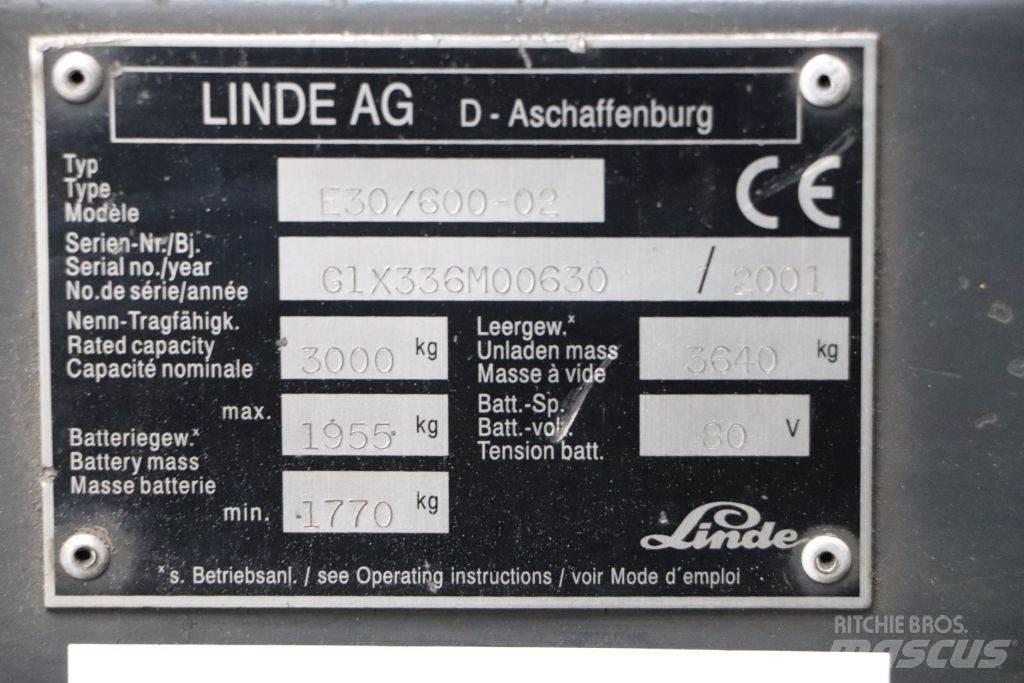 LINDE AG D - Aschaffenburg
Typ
Type
Modèle
E30/600-02
CE
Serien-Nr./Bj.
Serial no./year
No.de série/année
G1X336M00630 / 2001
Nenn-Tragfähigk.
Rated capacity
Capacité nominale
3000 kg
Leergew.x
Unladen mass
Masse à vide
3640 kg
max.
1955 kg
Batteriegew.x
Battery mass
Masse batterie
min.
1770 kg
Batt.-Sp.
Batt.-volt.
Tension batt.
80 V
Linde
x s. Betriebsanl. / see Operating instructions / voir Mode d´emploi
RITCHIE BROS.
mascus